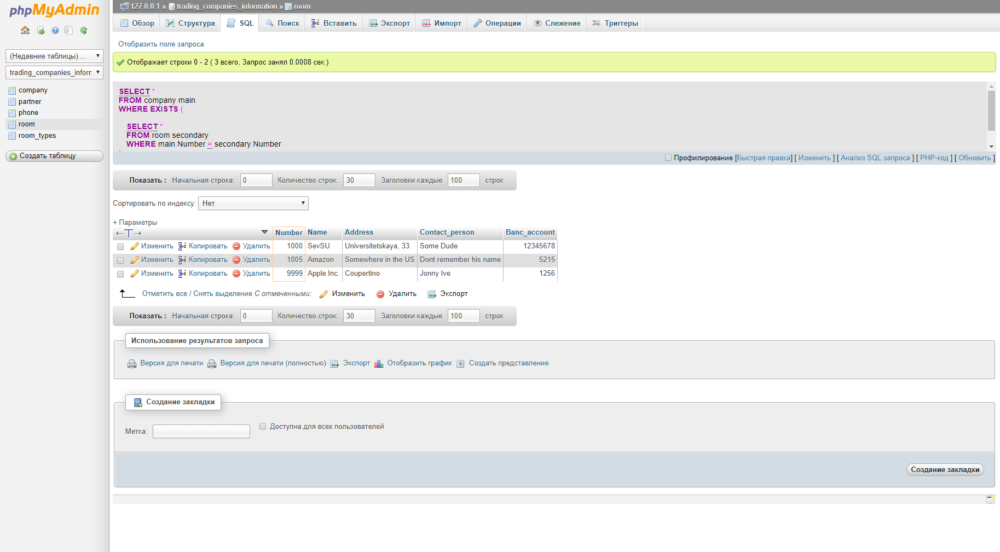 phpMyAdmin
(Недавние таблицы) ...
trading_companies_inforn
company
partner
phone
room
room_types
Создать таблицу
127.0.0.1 » trading_companies_information » room
Обзор Структура SQL Поиск Вставить Экспорт Импорт Операции Слежение Триггеры
Отобразить поле запроса
Отображает строки 0 - 2 ( 3 всего, Запрос занял 0.0008 сек.)
SELECT *
FROM company main
WHERE EXISTS (
SELECT *
FROM room secondary
WHERE main.Number = secondary.Number
Профилирование [Быстрая правка] [ Изменить ] [ Анализ SQL запроса ] [ PHP-код ] [ Обновить ]
Показать : Начальная строка: 0 Количество строк: 30 Заголовки каждые 100 строк
Сортировать по индексу: Нет
+ Параметры
←T→ Number Name Address Contact_person Banc_account
Изменить Копировать Удалить 1000 SevSU Universitetskaya, 33 Some Dude 12345678
Изменить Копировать Удалить 1005 Amazon Somewhere in the US Dont remember his name 5215
Изменить Копировать Удалить 9999 Apple Inc. Coupertino Jonny Ive 1256
Отметить все / Снять выделение С отмеченными: Изменить Удалить Экспорт
Показать : Начальная строка: 0 Количество строк: 30 Заголовки каждые 100 строк
Использование результатов запроса
Версия для печати Версия для печати (полностью) Экспорт Отобразить график Создать представление
Создание закладки
Метка: Доступна для всех пользователей
Создание закладки